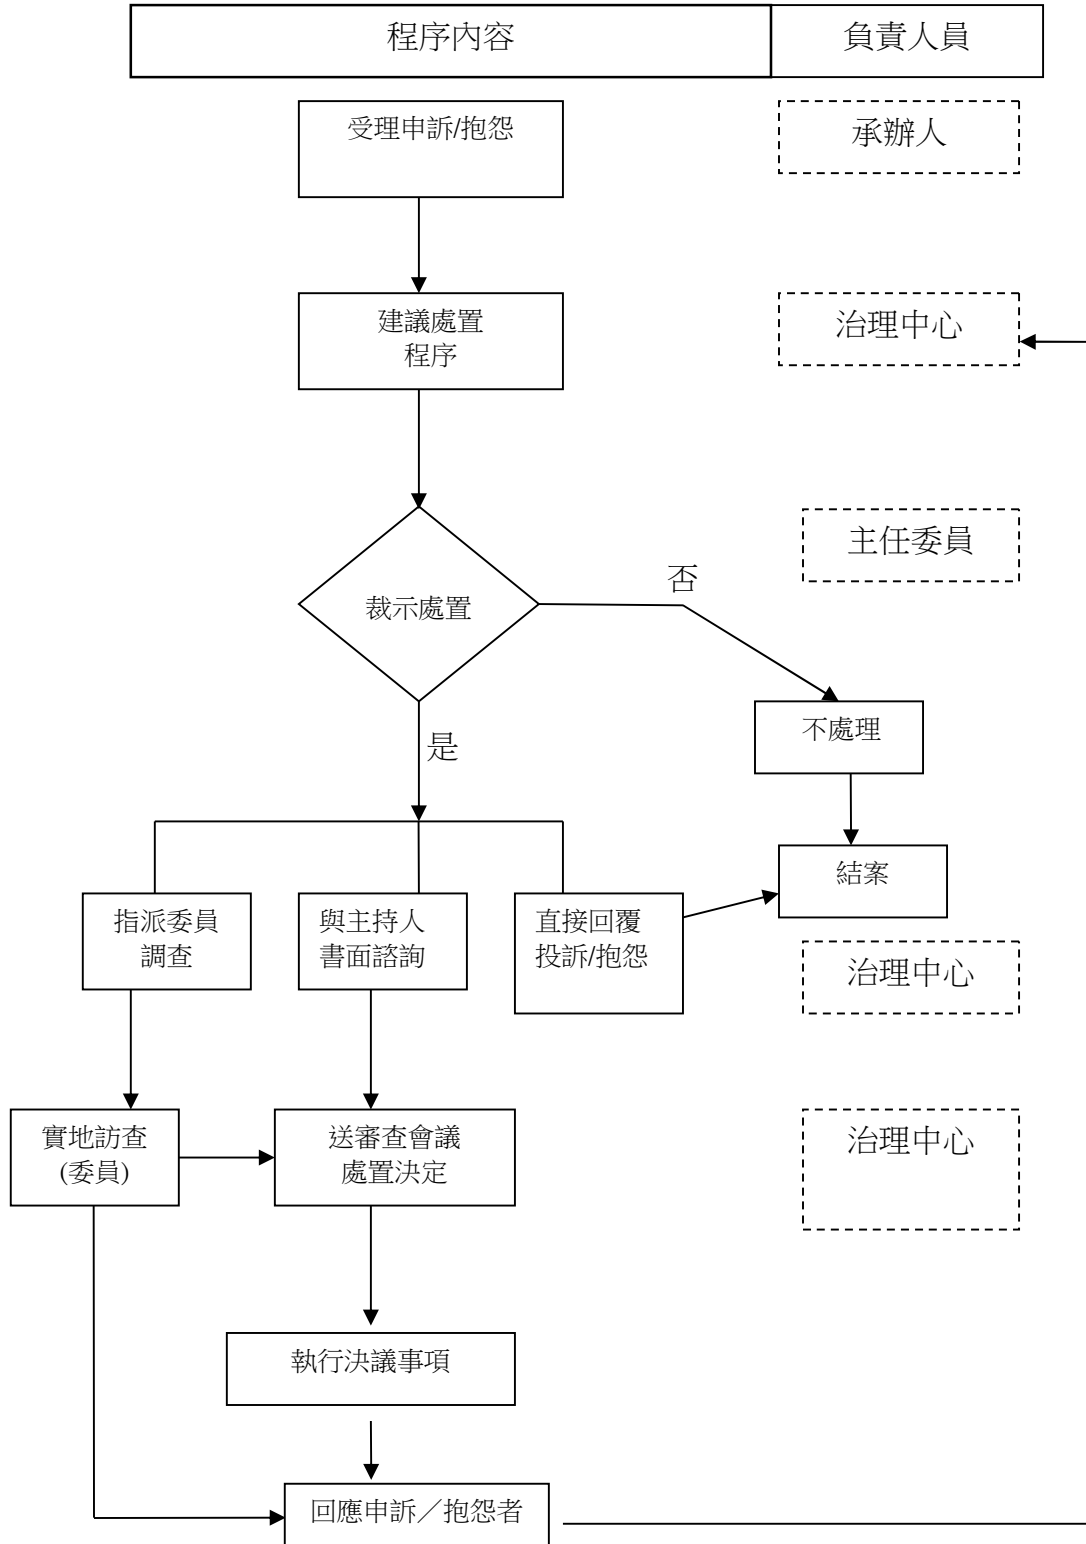 程序內容
負責人員
受理申訴/抱怨
承辦人
建議處置
程序
治理中心
主任委員
否
裁示處置
不處理
是
結案
指派委員
調查
與主持人
書面諮詢
直接回覆
投訴/抱怨
治理中心
實地訪查
(委員)
送審查會議
處置決定
治理中心
執行決議事項
回應申訴／抱怨者